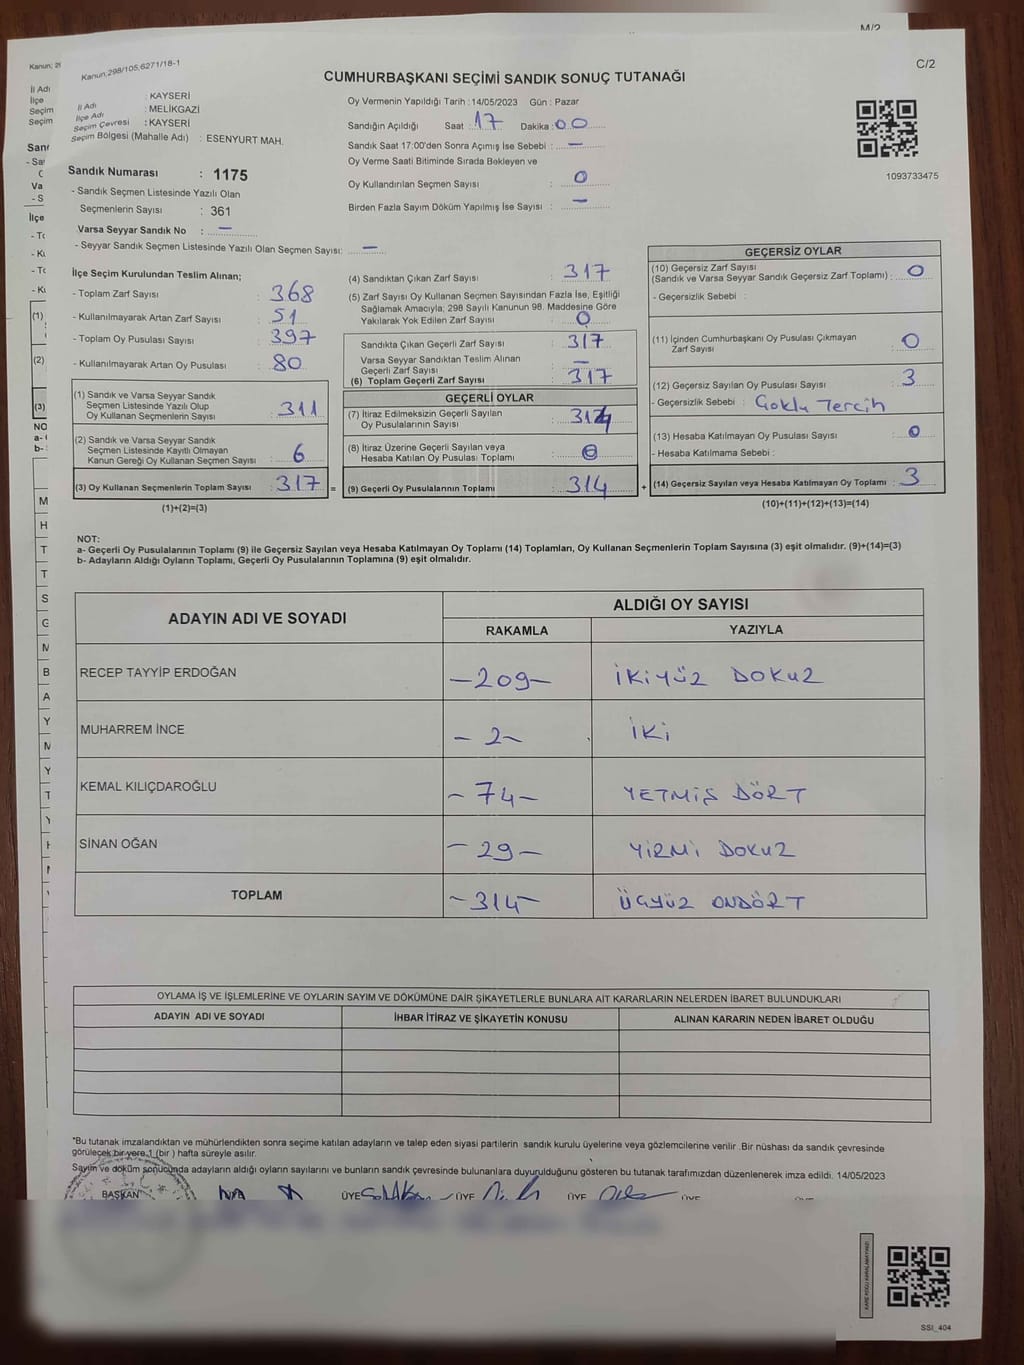 M/2
Kanun,298/105,6271/18-1
C/2
CUMHURBAŞKANI SEÇİMİ SANDIK SONUÇ TUTANAĞI
İl Adı : KAYSERİ
İlçe Adı : MELİKGAZİ
Seçim Çevresi : KAYSERİ
Seçim Bölgesi (Mahalle Adı) : ESENYURT MAH.
Sandık Numarası : 1175
- Sandık Seçmen Listesinde Yazılı Olan
Seçmenlerin Sayısı : 361
Varsa Seyyar Sandık No : —
- Seyyar Sandık Seçmen Listesinde Yazılı Olan Seçmen Sayısı: —
Oy Vermenin Yapıldığı Tarih : 14/05/2023 Gün : Pazar
Sandığın Açıldığı Saat : 17 Dakika : 00
Sandık Saat 17:00'den Sonra Açımış İse Sebebi : —
Oy Verme Saati Bitiminde Sırada Bekleyen ve
Oy Kullandırılan Seçmen Sayısı : 0
Birden Fazla Sayım Döküm Yapılmış İse Sayısı : —
1093733475
İlçe Seçim Kurulundan Teslim Alınan;
- Toplam Zarf Sayısı : 368
- Kullanılmayarak Artan Zarf Sayısı : 51
- Toplam Oy Pusulası Sayısı : 397
- Kullanılmayarak Artan Oy Pusulası : 80
(1) Sandık ve Varsa Seyyar Sandık
Seçmen Listesinde Yazılı Olup
Oy Kullanan Seçmenlerin Sayısı : 311
(2) Sandık ve Varsa Seyyar Sandık
Seçmen Listesinde Kayıtlı Olmayan
Kanun Gereği Oy Kullanan Seçmen Sayısı : 6
(3) Oy Kullanan Seçmenlerin Toplam Sayısı : 317 =
(1)+(2)=(3)
(4) Sandıktan Çıkan Zarf Sayısı : 317
(5) Zarf Sayısı Oy Kullanan Seçmen Sayısından Fazla İse, Eşitliği
Sağlamak Amacıyla; 298 Sayılı Kanunun 98. Maddesine Göre
Yakılarak Yok Edilen Zarf Sayısı : 0
Sandıkta Çıkan Geçerli Zarf Sayısı : 317
Varsa Seyyar Sandıktan Teslim Alınan
Geçerli Zarf Sayısı : —
(6) Toplam Geçerli Zarf Sayısı : 317
GEÇERLİ OYLAR
(7) İtiraz Edilmeksizin Geçerli Sayılan
Oy Pusulalarının Sayısı : 314
(8) İtiraz Üzerine Geçerli Sayılan veya
Hesaba Katılan Oy Pusulası Toplamı : 0
(9) Geçerli Oy Pusulalarının Toplamı : 314 +
GEÇERSİZ OYLAR
(10) Geçersiz Zarf Sayısı
(Sandık ve Varsa Seyyar Sandık Geçersiz Zarf Toplamı) : 0
- Geçersizlik Sebebi :
(11) İçinden Cumhurbaşkanı Oy Pusulası Çıkmayan
Zarf Sayısı : 0
(12) Geçersiz Sayılan Oy Pusulası Sayısı : 3
- Geçersizlik Sebebi : Çoklu Tercih
(13) Hesaba Katılmayan Oy Pusulası Sayısı : 0
- Hesaba Katılmama Sebebi :
(14) Geçersiz Sayılan veya Hesaba Katılmayan Oy Toplamı : 3
(10)+(11)+(12)+(13)=(14)
NOT:
a- Geçerli Oy Pusulalarının Toplamı (9) ile Geçersiz Sayılan veya Hesaba Katılmayan Oy Toplamı (14) Toplamları, Oy Kullanan Seçmenlerin Toplam Sayısına (3) eşit olmalıdır. (9)+(14)=(3)
b- Adayların Aldığı Oyların Toplamı, Geçerli Oy Pusulalarının Toplamına (9) eşit olmalıdır.
ADAYIN ADI VE SOYADI ALDIĞI OY SAYISI
RAKAMLA YAZIYLA
RECEP TAYYİP ERDOĞAN —209— İKİYÜZ DOKUZ
MUHARREM İNCE —2— İKİ
KEMAL KILIÇDAROĞLU —74— YETMİŞ DÖRT
SİNAN OĞAN —29— YİRMİ DOKUZ
TOPLAM —314— ÜÇYÜZ ONDÖRT
OYLAMA İŞ VE İŞLEMLERİNE VE OYLARIN SAYIM VE DÖKÜMÜNE DAİR ŞİKAYETLERLE BUNLARA AİT KARARLARIN NELERDEN İBARET BULUNDUKLARI
ADAYIN ADI VE SOYADI İHBAR İTİRAZ VE ŞİKAYETİN KONUSU ALINAN KARARIN NEDEN İBARET OLDUĞU
*Bu tutanak imzalandıktan ve mühürlendikten sonra seçime katılan adayların ve talep eden siyasi partilerin sandık kurulu üyelerine veya gözlemcilerine verilir .Bir nüshası da sandık çevresinde
görülecek bir yere 1 (bir ) hafta süreyle asılır.
Sayım ve döküm sonucunda adayların aldığı oyların sayılarını ve bunların sandık çevresinde bulunanlara duyurulduğunu gösteren bu tutanak tarafımızdan düzenlenerek imza edildi. 14/05/2023
BAŞKAN ÜYE ÜYE ÜYE ÜYE
SSI_404